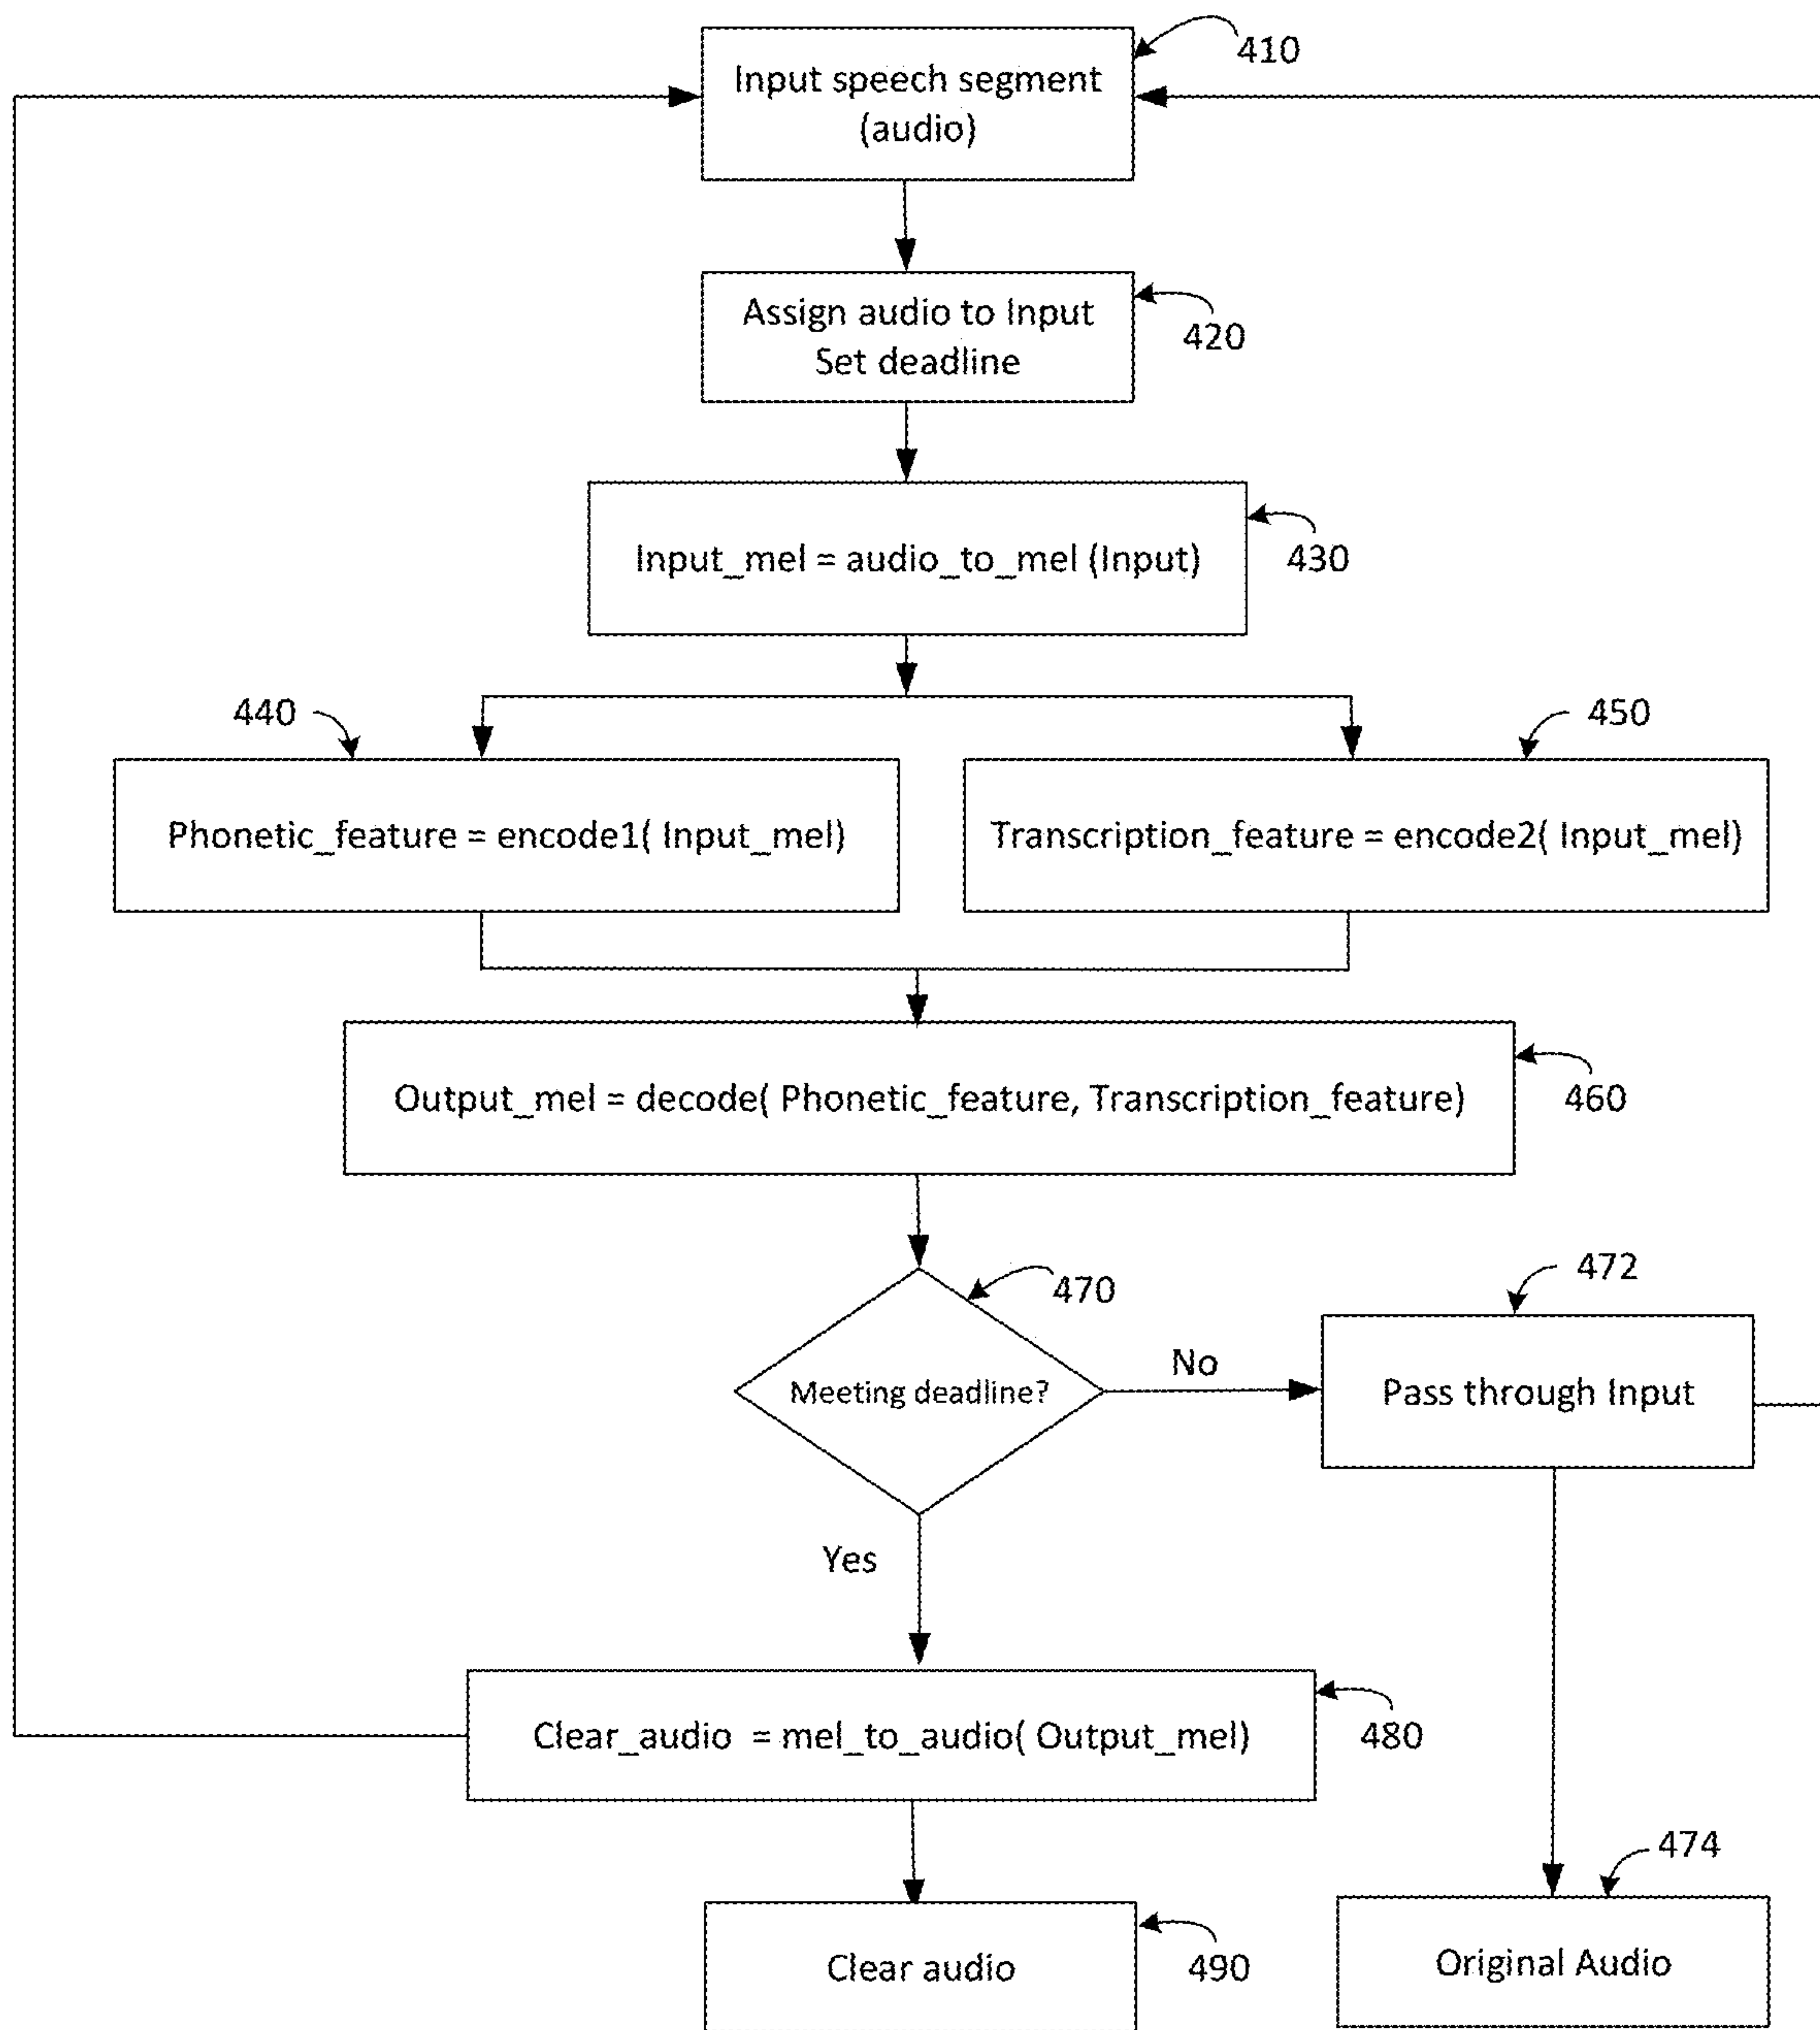 410
Input speech segment
(audio)
Assign audio to Input
Set deadline
420
Input_mel = audio_to_mel (Input)
430
440
450
Phonetic_feature = encode1( Input_mel)
Transcription_feature = encode2( Input_mel)
Output_mel = decode( Phonetic_feature, Transcription_feature)
460
470
472
Meeting deadline?
No
Pass through Input
Yes
Clear_audio = mel_to_audio( Output_mel)
480
474
Clear audio
490
Original Audio